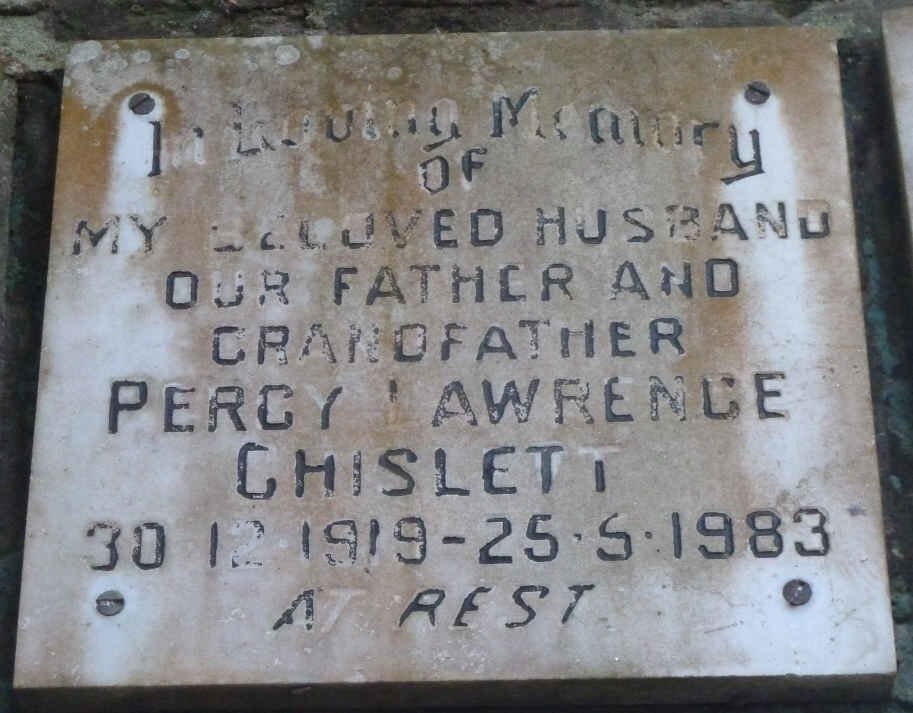 In Loving Memory
OF
MY BELOVED HUSBAND
OUR FATHER AND
GRANDFATHER
PERCY LAWRENCE
CHISLETT
30·12·1919-25·5·1983
AT REST